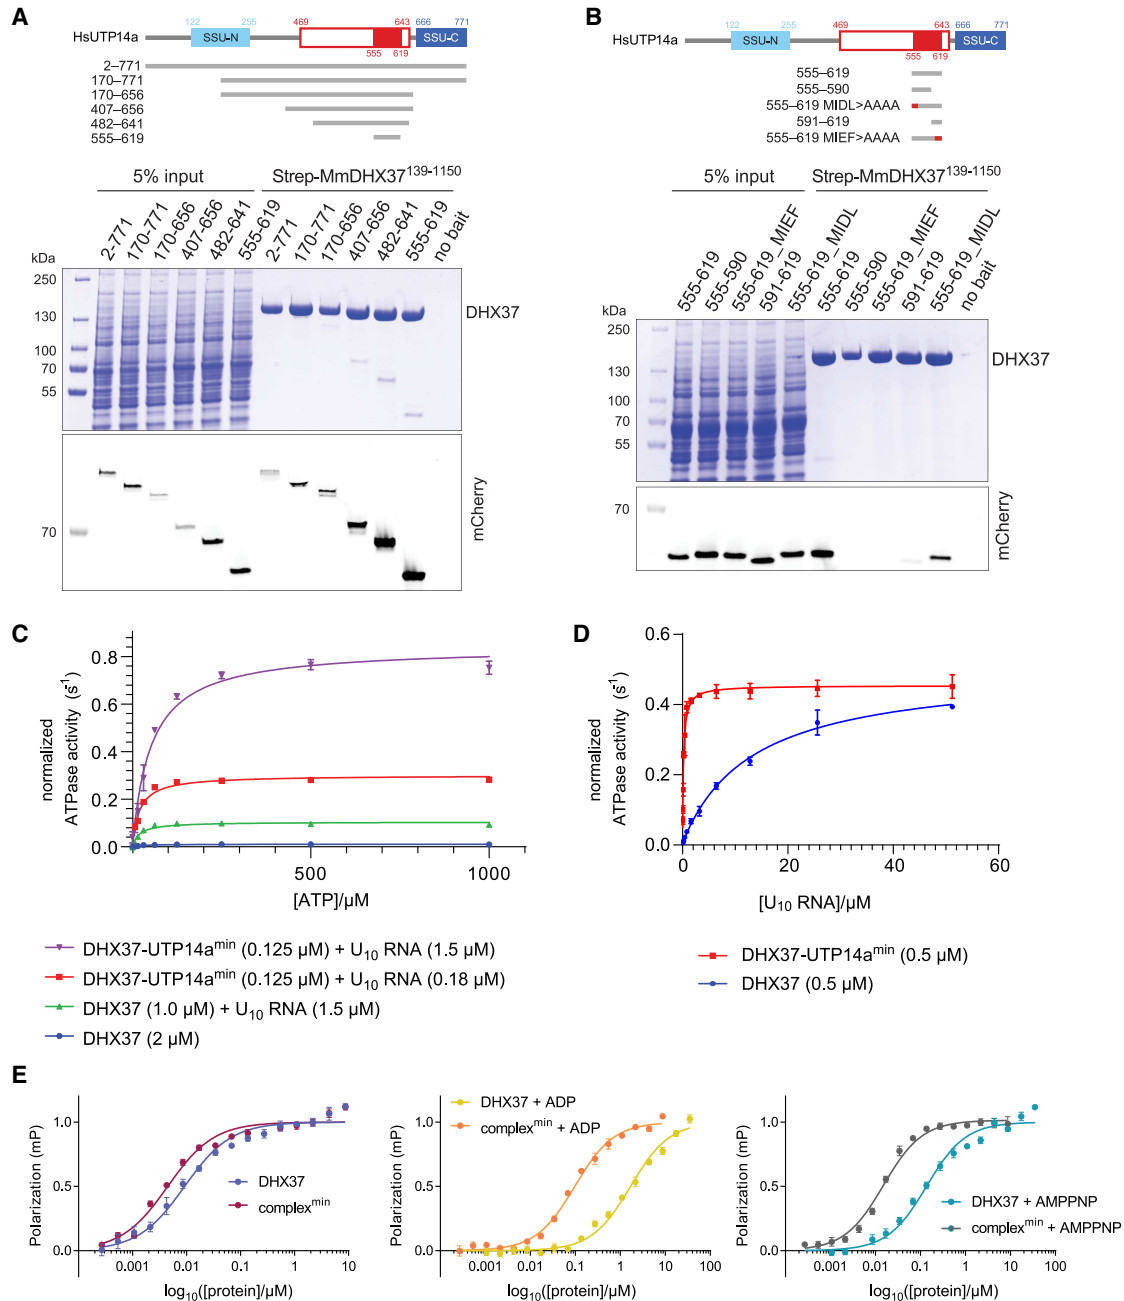 A
122 255 469 643 666 771
HsUTP14a SSU-N SSU-C
555 619
2–771
170–771
170–656
407–656
482–641
555–619
5% input Strep-MmDHX37139-1150
2-771 170-771 170-656 407-656 482-641 555-619 2-771 170-771 170-656 407-656 482-641 555-619 no bait
kDa
250
130
100
70
55
DHX37
70
mCherry
B
122 255 469 643 666 771
HsUTP14a SSU-N SSU-C
555 619
555–619
555–590
555–619 MIDL>AAAA
591–619
555–619 MIEF>AAAA
5% input Strep-MmDHX37139-1150
555-619 555-590 555-619_MIEF 591-619 555-619_MIDL 555-619 555-590 555-619_MIEF 591-619 555-619_MIDL no bait
kDa
250
130
100
70
55
DHX37
70
mCherry
C
normalized
ATPase activity (s-1)
0.8
0.6
0.4
0.2
0.0
500 1000
[ATP]/µM
DHX37-UTP14amin (0.125 µM) + U10 RNA (1.5 µM)
DHX37-UTP14amin (0.125 µM) + U10 RNA (0.18 µM)
DHX37 (1.0 µM) + U10 RNA (1.5 µM)
DHX37 (2 µM)
D
normalized
ATPase activity (s-1)
0.6
0.4
0.2
0.0
0 20 40 60
[U10 RNA]/µM
DHX37-UTP14amin (0.5 µM)
DHX37 (0.5 µM)
E
Polarization (mP)
1.0
0.5
0.0
DHX37
complexmin
0.001 0.01 0.1 1 10
log10([protein]/µM)
Polarization (mP)
1.0
0.5
0.0
DHX37 + ADP
complexmin + ADP
0.001 0.01 0.1 1 10 100
log10([protein]/µM)
Polarization (mP)
1.0
0.5
0.0
DHX37 + AMPPNP
complexmin + AMPPNP
0.001 0.01 0.1 1 10 100
log10([protein]/µM)